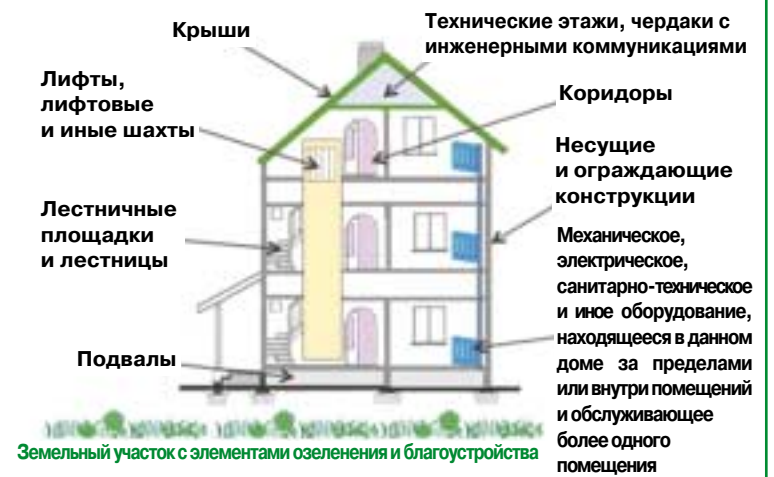 Крыши
Технические этажи, чердаки с
инженерными коммуникациями
Лифты,
лифтовые
и иные шахты
Коридоры
Несущие
и ограждающие
конструкции
Лестничные
площадки
и лестницы
Механическое,
электрическое,
санитарно-техническое
и иное оборудование,
находящееся в данном
доме за пределами
или внутри помещений
и обслуживающее
более одного
помещения
Подвалы
Земельный участок с элементами озеленения и благоустройства